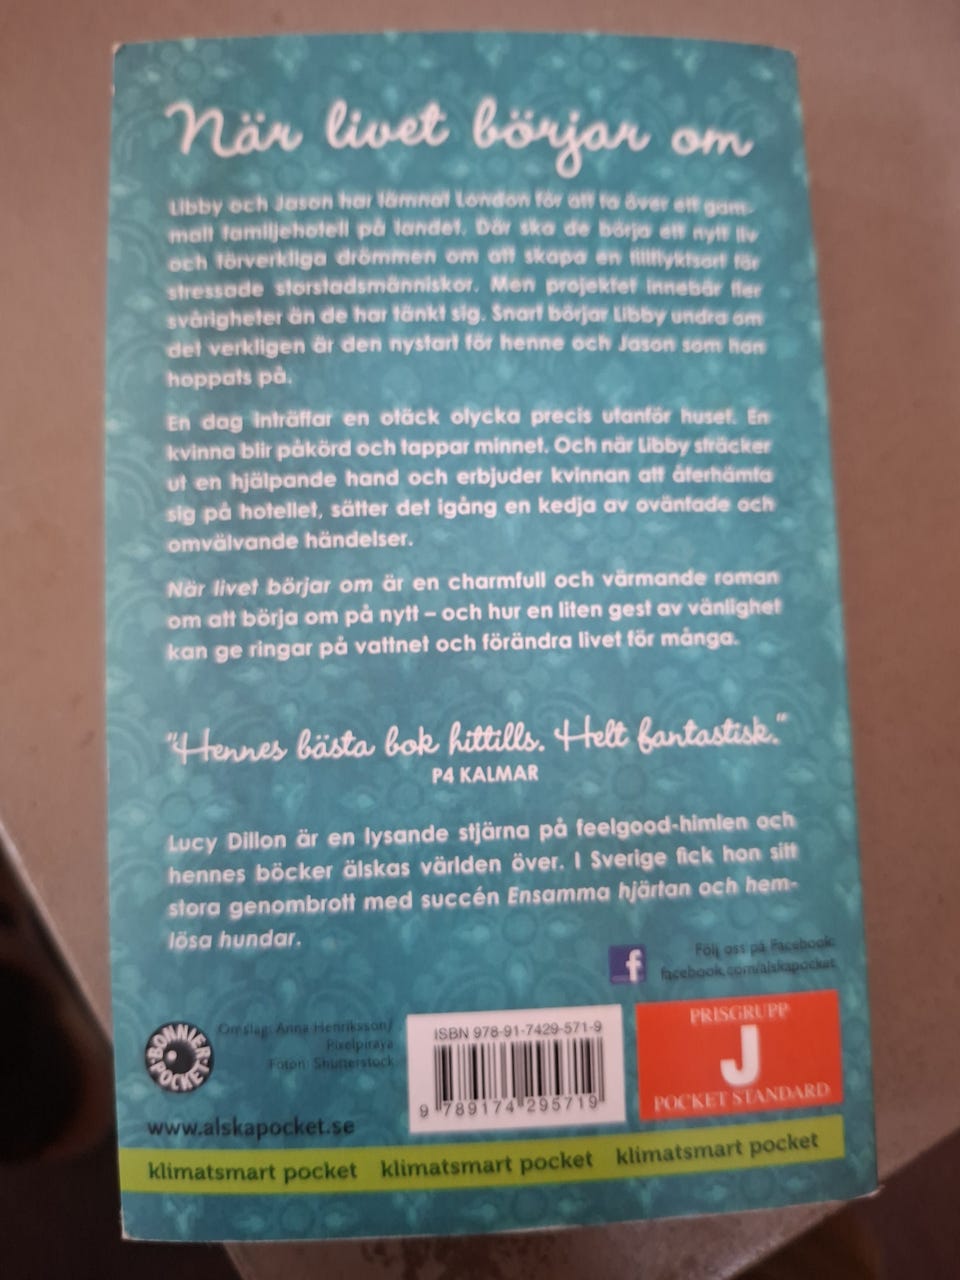 När livet börjar om
Libby och Jason har lämnat London för att ta över ett gam-
malt familjehotell på landet. Där ska de börja ett nytt liv
och förverkliga drömmen om att skapa en tillflyktsort för
stressade storstadsmänniskor. Men projektet innebär fler
svårigheter än de har tänkt sig. Snart börjar Libby undra om
det verkligen är den nystart för henne och Jason som hon
hoppats på.
En dag inträffar en otäck olycka precis utanför huset. En
kvinna blir påkörd och tappar minnet. Och när Libby sträcker
ut en hjälpande hand och erbjuder kvinnan att återhämta
sig på hotellet, sätter det igång en kedja av oväntade och
omvälvande händelser.
När livet börjar om är en charmfull och värmande roman
om att börja om på nytt – och hur en liten gest av vänlighet
kan ge ringar på vattnet och förändra livet för många.
"Hennes bästa bok hittills. Helt fantastisk."
P4 KALMAR
Lucy Dillon är en lysande stjärna på feelgood-himlen och
hennes böcker älskas världen över. I Sverige fick hon sitt
stora genombrott med succén Ensamma hjärtan och hem-
lösa hundar.
f
Följ oss på Facebook:
facebook.com/alskapocket
BONNIER POCKET
Omslag: Anna Henriksson/
Pixelpiraya
Foton: Shutterstock
www.alskapocket.se
ISBN 978-91-7429-571-9
9 789174 295719
PRISGRUPP
J
POCKET STANDARD
klimatsmart pocket klimatsmart pocket klimatsmart pocket